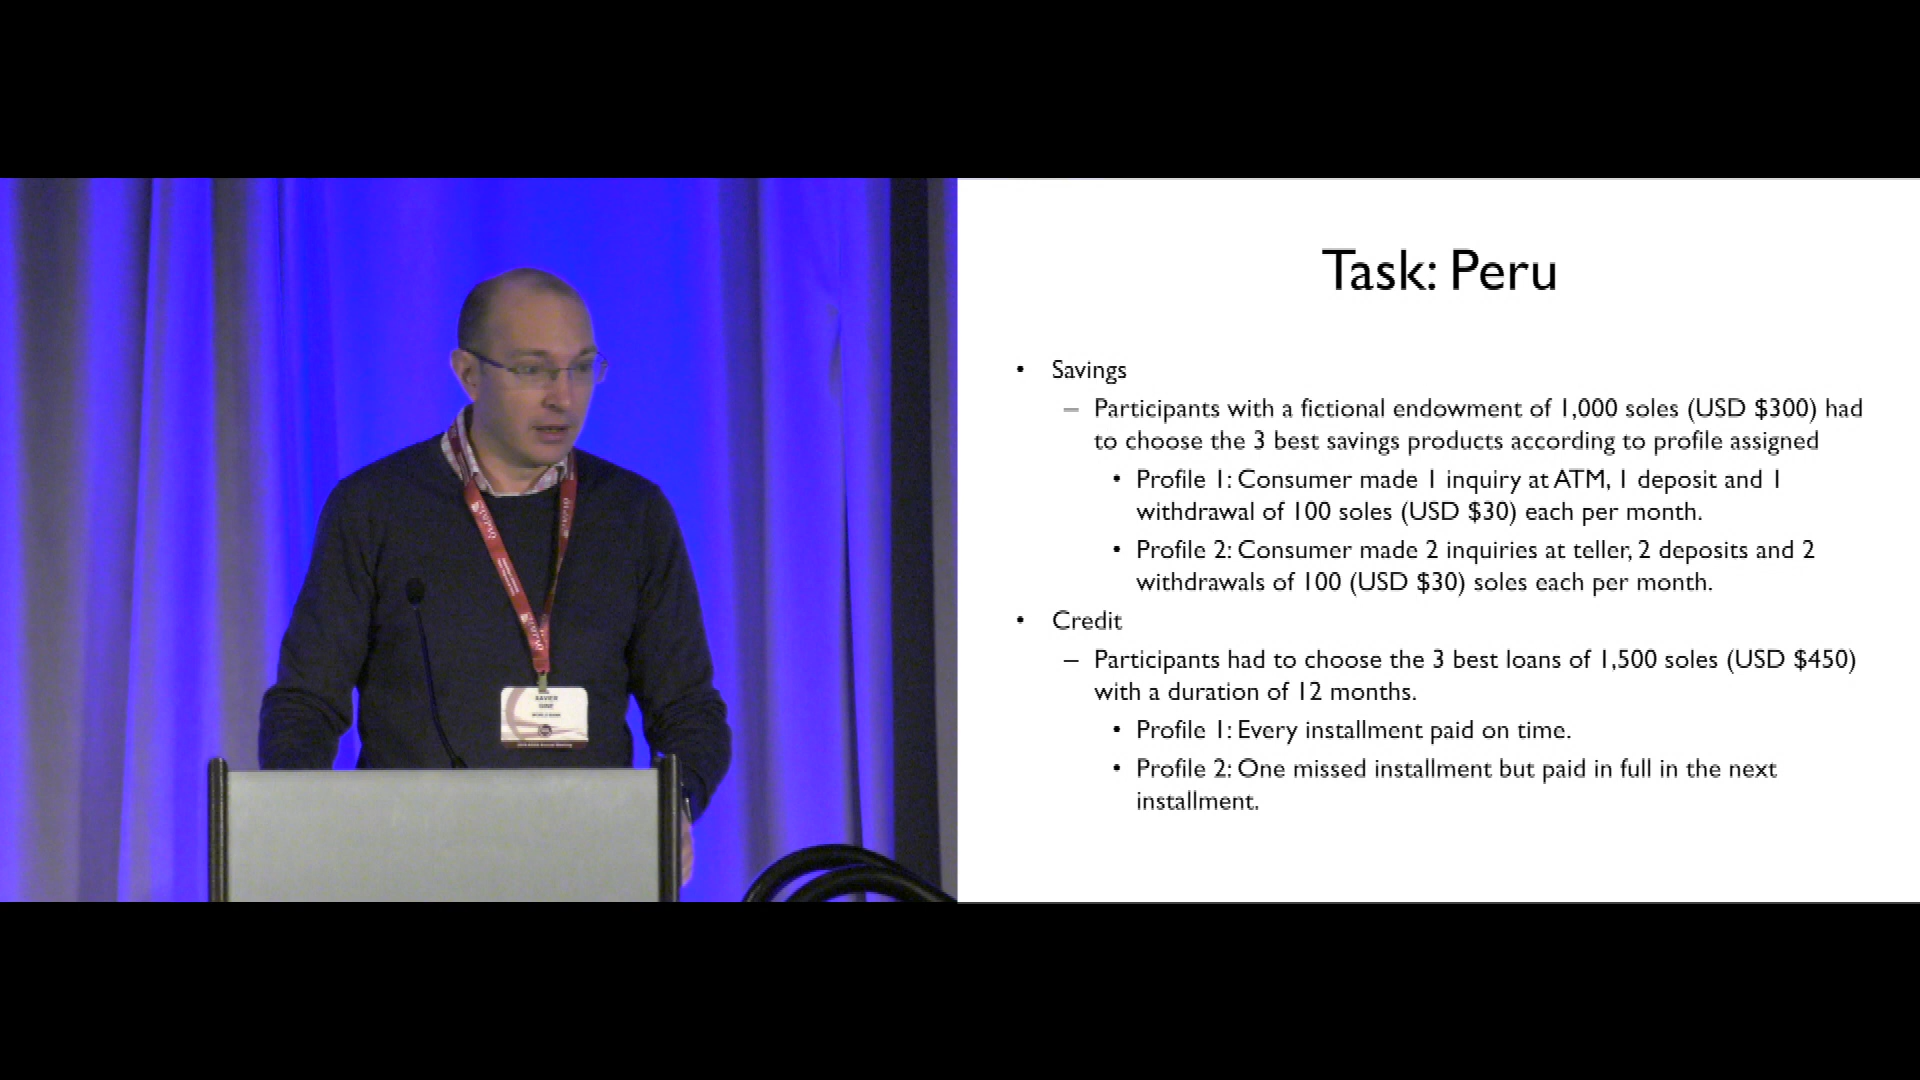 Task: Peru
• Savings
– Participants with a fictional endowment of 1,000 soles (USD $300) had
to choose the 3 best savings products according to profile assigned
• Profile 1: Consumer made 1 inquiry at ATM, 1 deposit and 1
withdrawal of 100 soles (USD $30) each per month.
• Profile 2: Consumer made 2 inquiries at teller, 2 deposits and 2
withdrawals of 100 (USD $30) soles each per month.
• Credit
– Participants had to choose the 3 best loans of 1,500 soles (USD $450)
with a duration of 12 months.
• Profile 1: Every installment paid on time.
• Profile 2: One missed installment but paid in full in the next
installment.
XAVIER
GINE
WORLD BANK